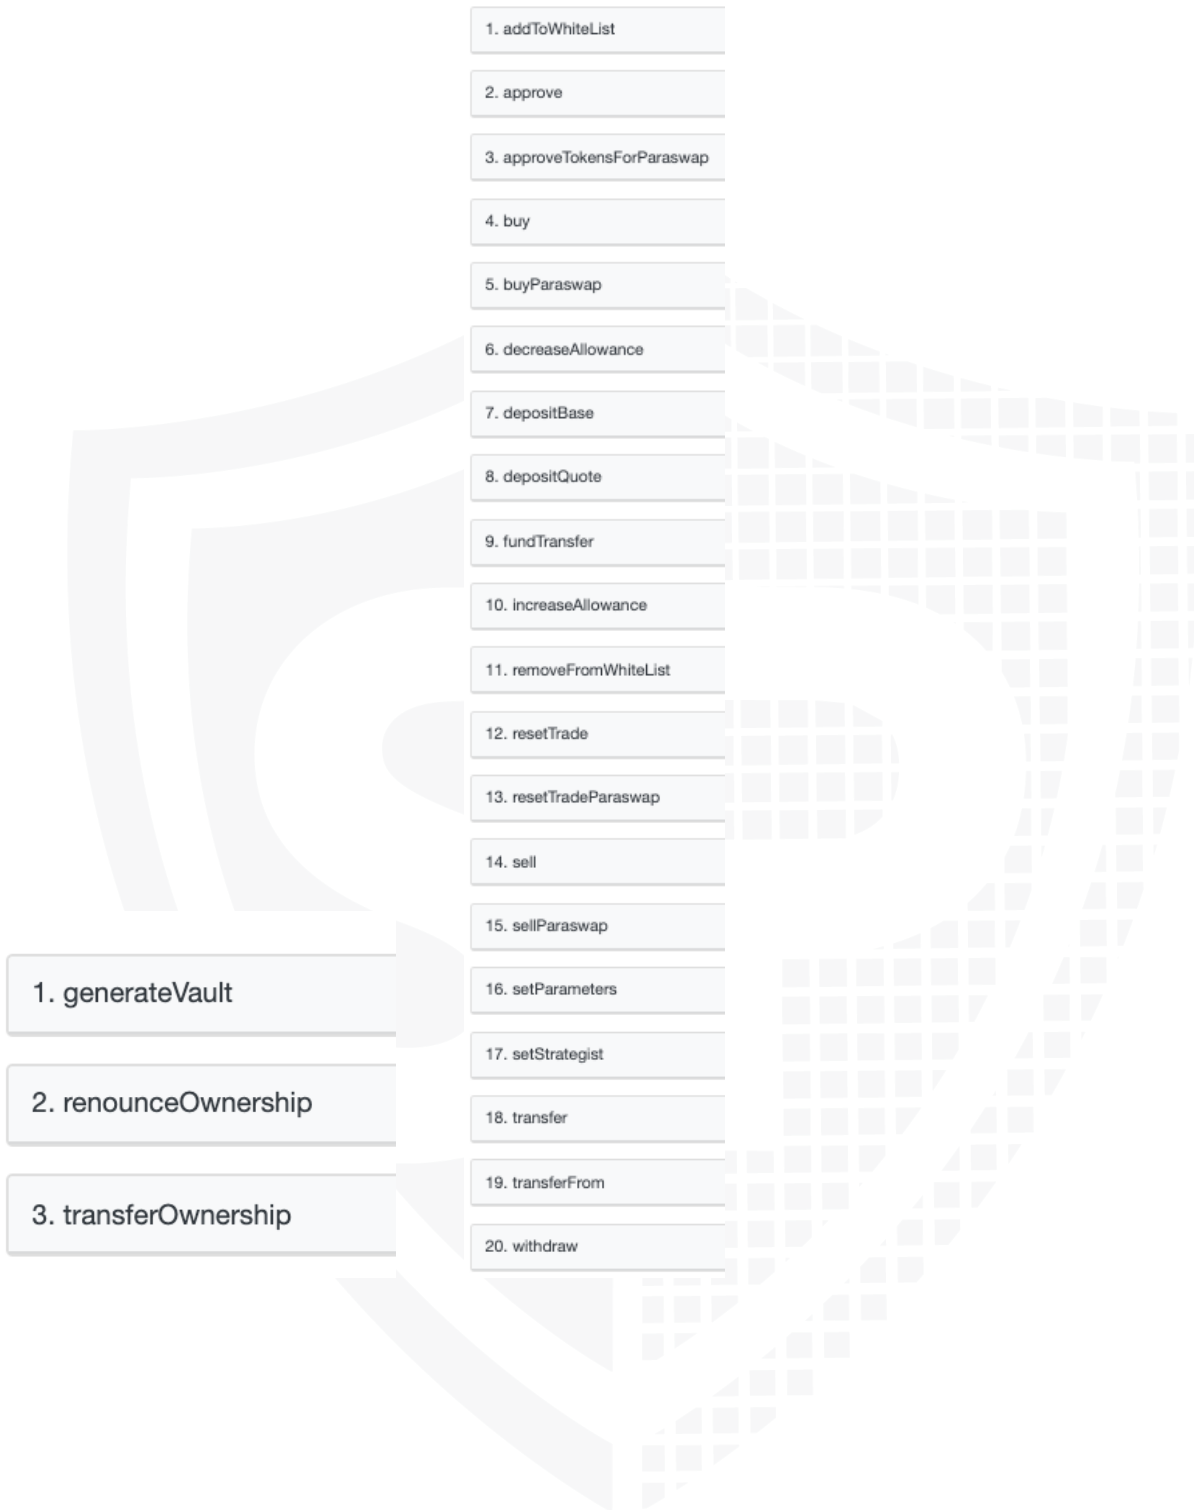 1. addToWhiteList
2. approve
3. approveTokensForParaswap
4. buy
5. buyParaswap
6. decreaseAllowance
7. depositBase
8. depositQuote
9. fundTransfer
10. increaseAllowance
11. removeFromWhiteList
12. resetTrade
13. resetTradeParaswap
14. sell
15. sellParaswap
16. setParameters
17. setStrategist
18. transfer
19. transferFrom
20. withdraw
1. generateVault
2. renounceOwnership
3. transferOwnership